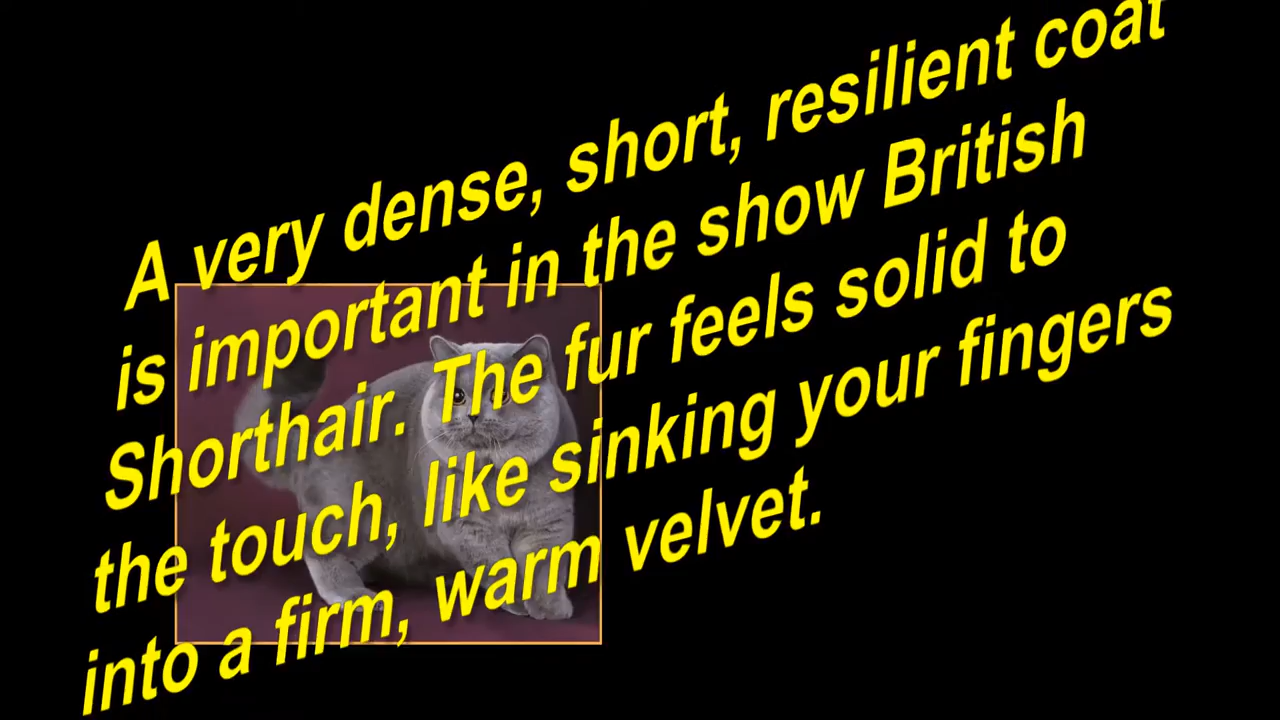 A very dense, short, resilient coat
is important in the show British
Shorthair. The fur feels solid to
the touch, like sinking your fingers
into a firm, warm velvet.